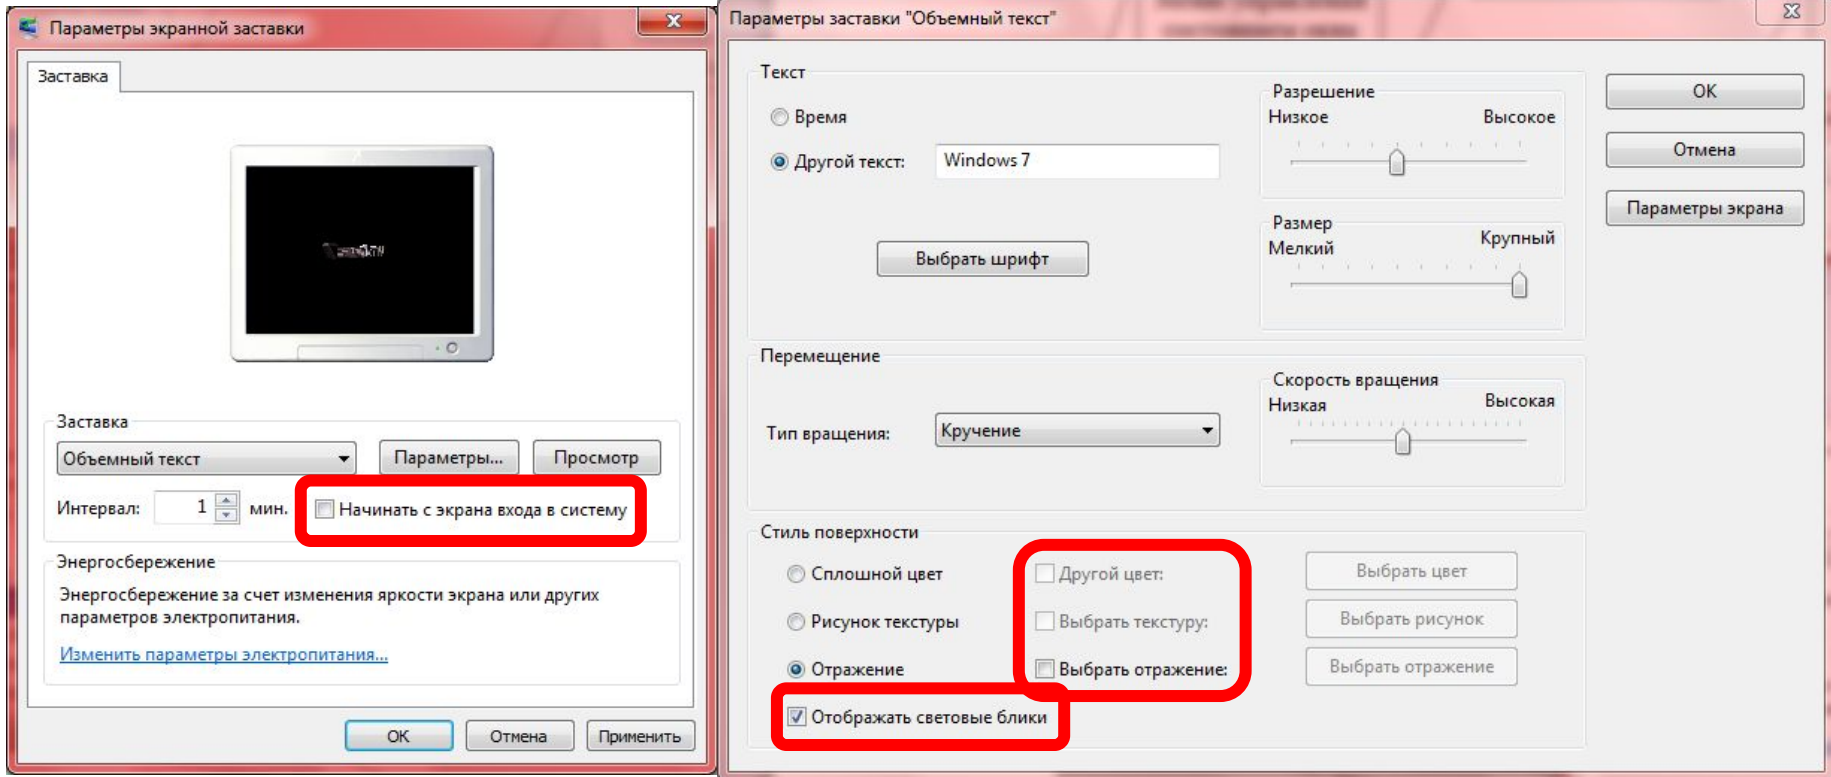 Параметры экранной заставки
Заставка
Заставка
Объемный текст
Параметры...
Просмотр
Интервал:
1
мин.
Начинать с экрана входа в систему
Энергосбережение
Энергосбережение за счет изменения яркости экрана или других
параметров электропитания.
Изменить параметры электропитания...
ОК
Отмена
Применить
Параметры заставки "Объемный текст"
Текст
Время
Другой текст:
Windows 7
Выбрать шрифт
Разрешение
Низкое
Высокое
Размер
Мелкий
Крупный
ОК
Отмена
Параметры экрана
Перемещение
Тип вращения:
Кручение
Скорость вращения
Низкая
Высокая
Стиль поверхности
Сплошной цвет
Другой цвет:
Выбрать цвет
Рисунок текстуры
Выбрать текстуру:
Выбрать рисунок
Отражение
Выбрать отражение:
Выбрать отражение
Отображать световые блики